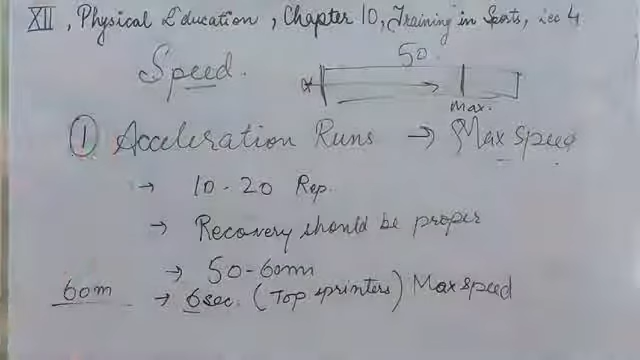 XII, Physical Education, Chapter 10, Training in Sports, Lec 4
50
Speed.
Max.
① Acceleration Runs → Max Speed
→ 10-20 Rep.
→ Recovery should be proper
→ 50-60m
60m → 6sec. (Top sprinters) Max speed